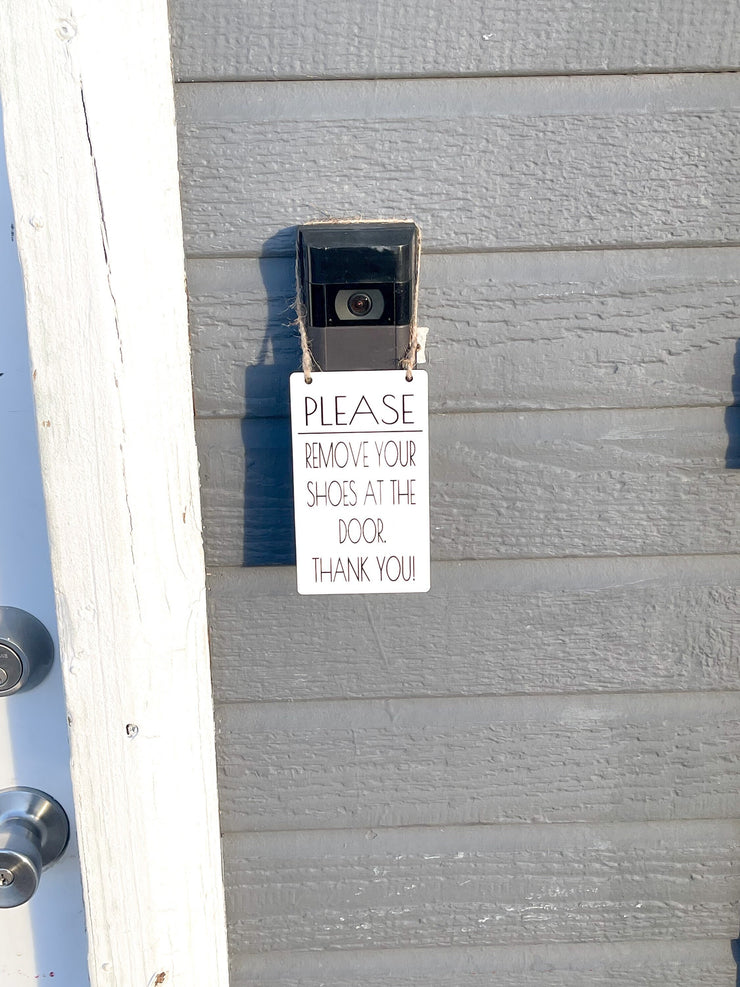 PLEASE
REMOVE YOUR
SHOES AT THE
DOOR.
THANK YOU!